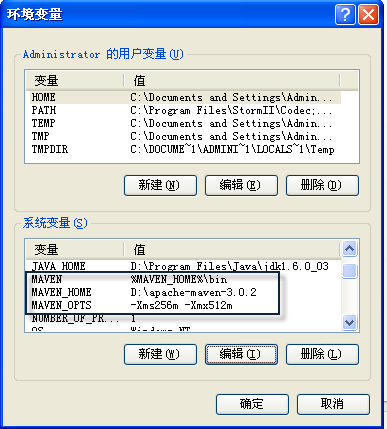 环境变量
Administrator 的用户变量(U)
变量 值
HOME C:\Documents and Settings\Admin...
PATH C:\Program Files\StormII\Codec;...
TEMP C:\Documents and Settings\Admin...
TMP C:\Documents and Settings\Admin...
TMPDIR C:\DOCUME~1\ADMINI~1\LOCALS~1\Temp
新建(N) 编辑(E) 删除(D)
系统变量(S)
变量 值
JAVA_HOME D:\Program Files\Java\jdk1.6.0_03
MAVEN %MAVEN_HOME%\bin
MAVEN_HOME D:\apache-maven-3.0.2
MAVEN_OPTS -Xms256m -Xmx512m
NUMBER_OF_PR... 1
OS Windows_NT
新建(W) 编辑(I) 删除(L)
确定 取消